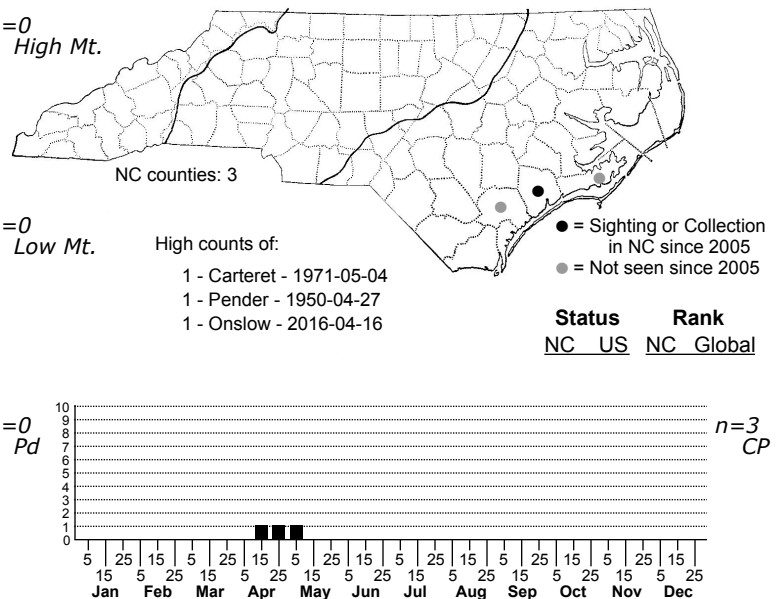 =0
High Mt.
NC counties: 3
=0
Low Mt.
High counts of:
1 - Carteret - 1971-05-04
1 - Pender - 1950-04-27
1 - Onslow - 2016-04-16
● = Sighting or Collection
in NC since 2005
● = Not seen since 2005
Status Rank
NC US NC Global
=0
Pd
n=3
CP
10
9
8
7
6
5
4
3
2
1
0
5 25 15 5 25 15 5 25 15 5 25 15 5 25 15 5 25 15
15 5 25 15 5 25 15 5 25 15 5 25 15 5 25 15 5 25
Jan Feb Mar Apr May Jun Jul Aug Sep Oct Nov Dec